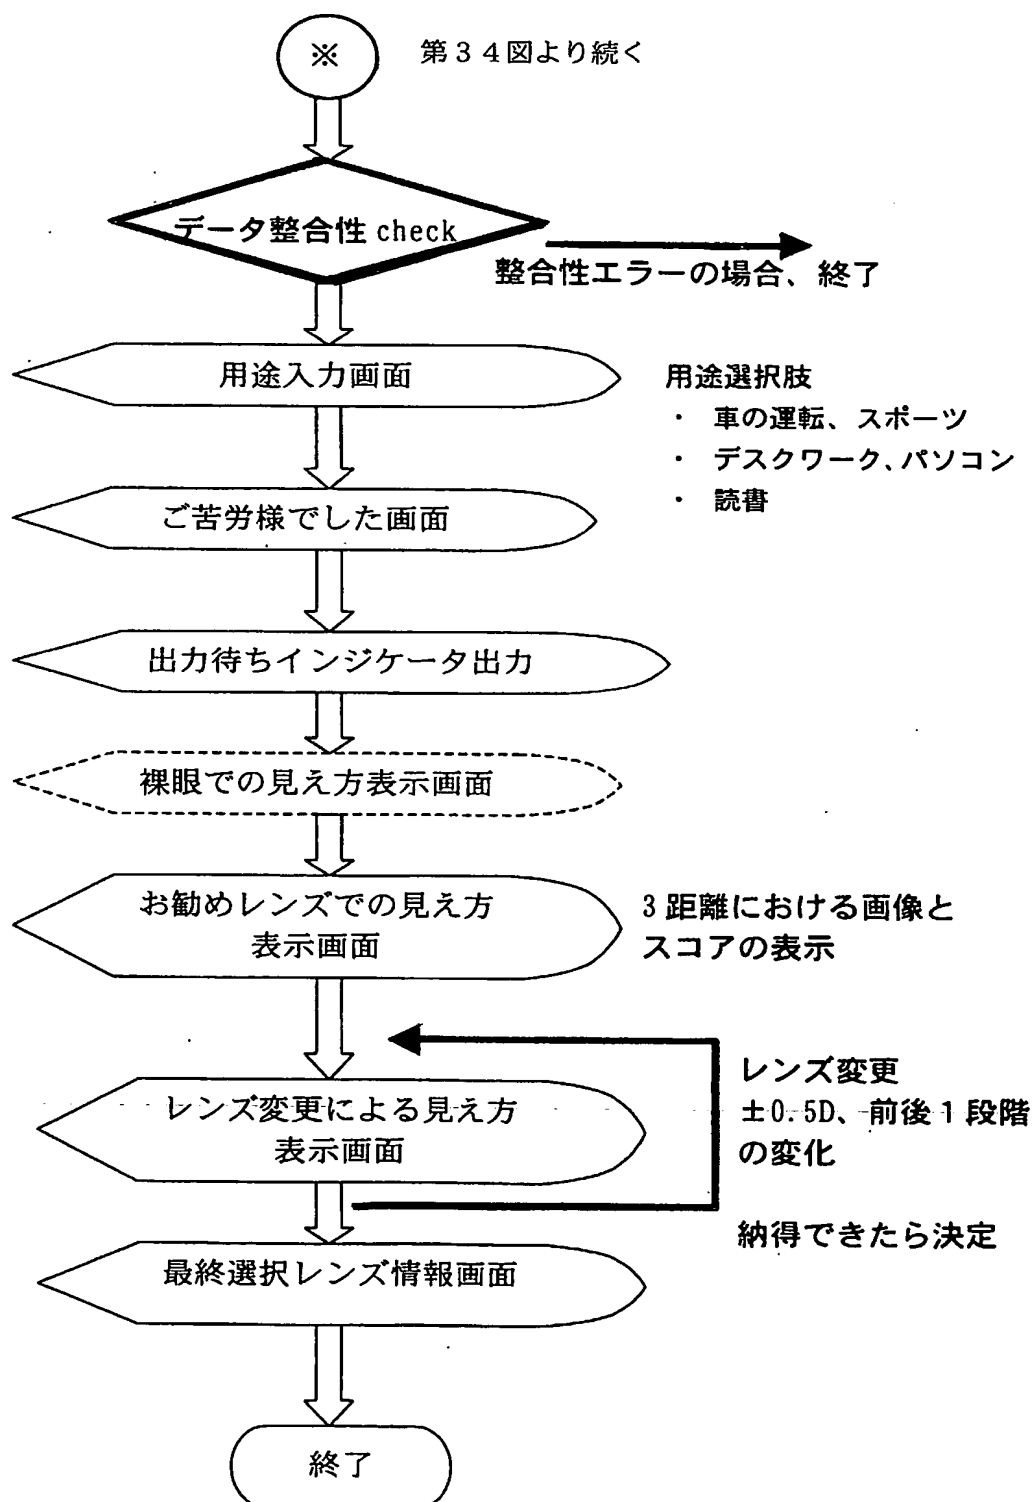 ※
第３４図より続く
データ整合性 check
整合性エラーの場合、終了
用途入力画面
用途選択肢
・ 車の運転、スポーツ
・ デスクワーク、パソコン
・ 読書
ご苦労様でした画面
出力待ちインジケータ出力
裸眼での見え方表示画面
お勧めレンズでの見え方
表示画面
3 距離における画像と
スコアの表示
レンズ変更
±0.5D、前後１段階
の変化
レンズ変更による見え方
表示画面
納得できたら決定
最終選択レンズ情報画面
終了